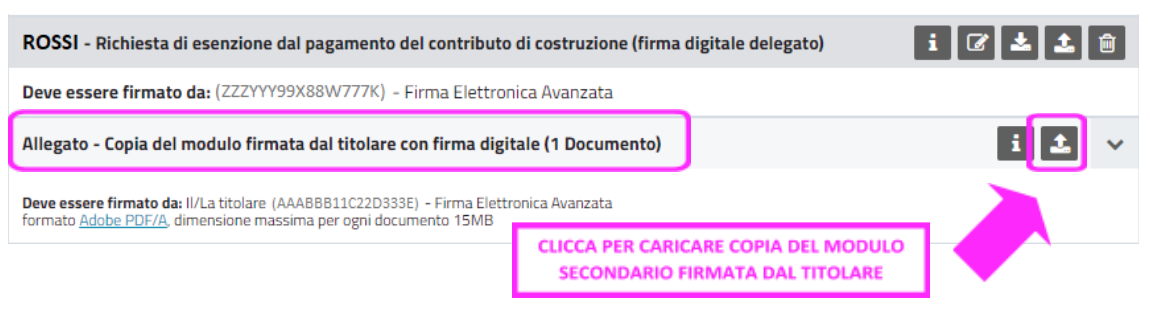 ROSSI - Richiesta di esenzione dal pagamento del contributo di costruzione (firma digitale delegato)
Deve essere firmato da: (ZZZYYY99X88W777K) - Firma Elettronica Avanzata
Allegato - Copia del modulo firmata dal titolare con firma digitale (1 Documento)
Deve essere firmato da: Il/La titolare (AAABBB11C22D333E) - Firma Elettronica Avanzata
formato Adobe PDF/A, dimensione massima per ogni documento 15MB
CLICCA PER CARICARE COPIA DEL MODULO
SECONDARIO FIRMATA DAL TITOLARE